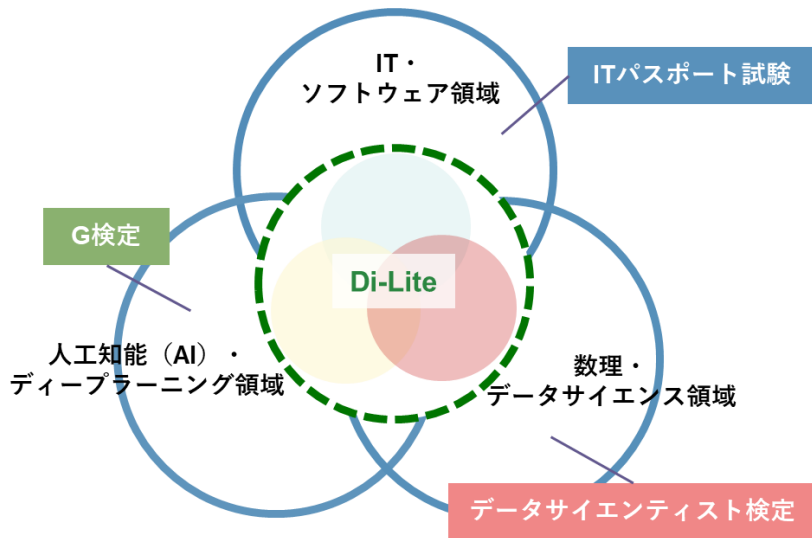 IT・
ソフトウェア領域
ITパスポート試験
G検定
Di-Lite
人工知能（AI）・
ディープラーニング領域
数理・
データサイエンス領域
データサイエンティスト検定